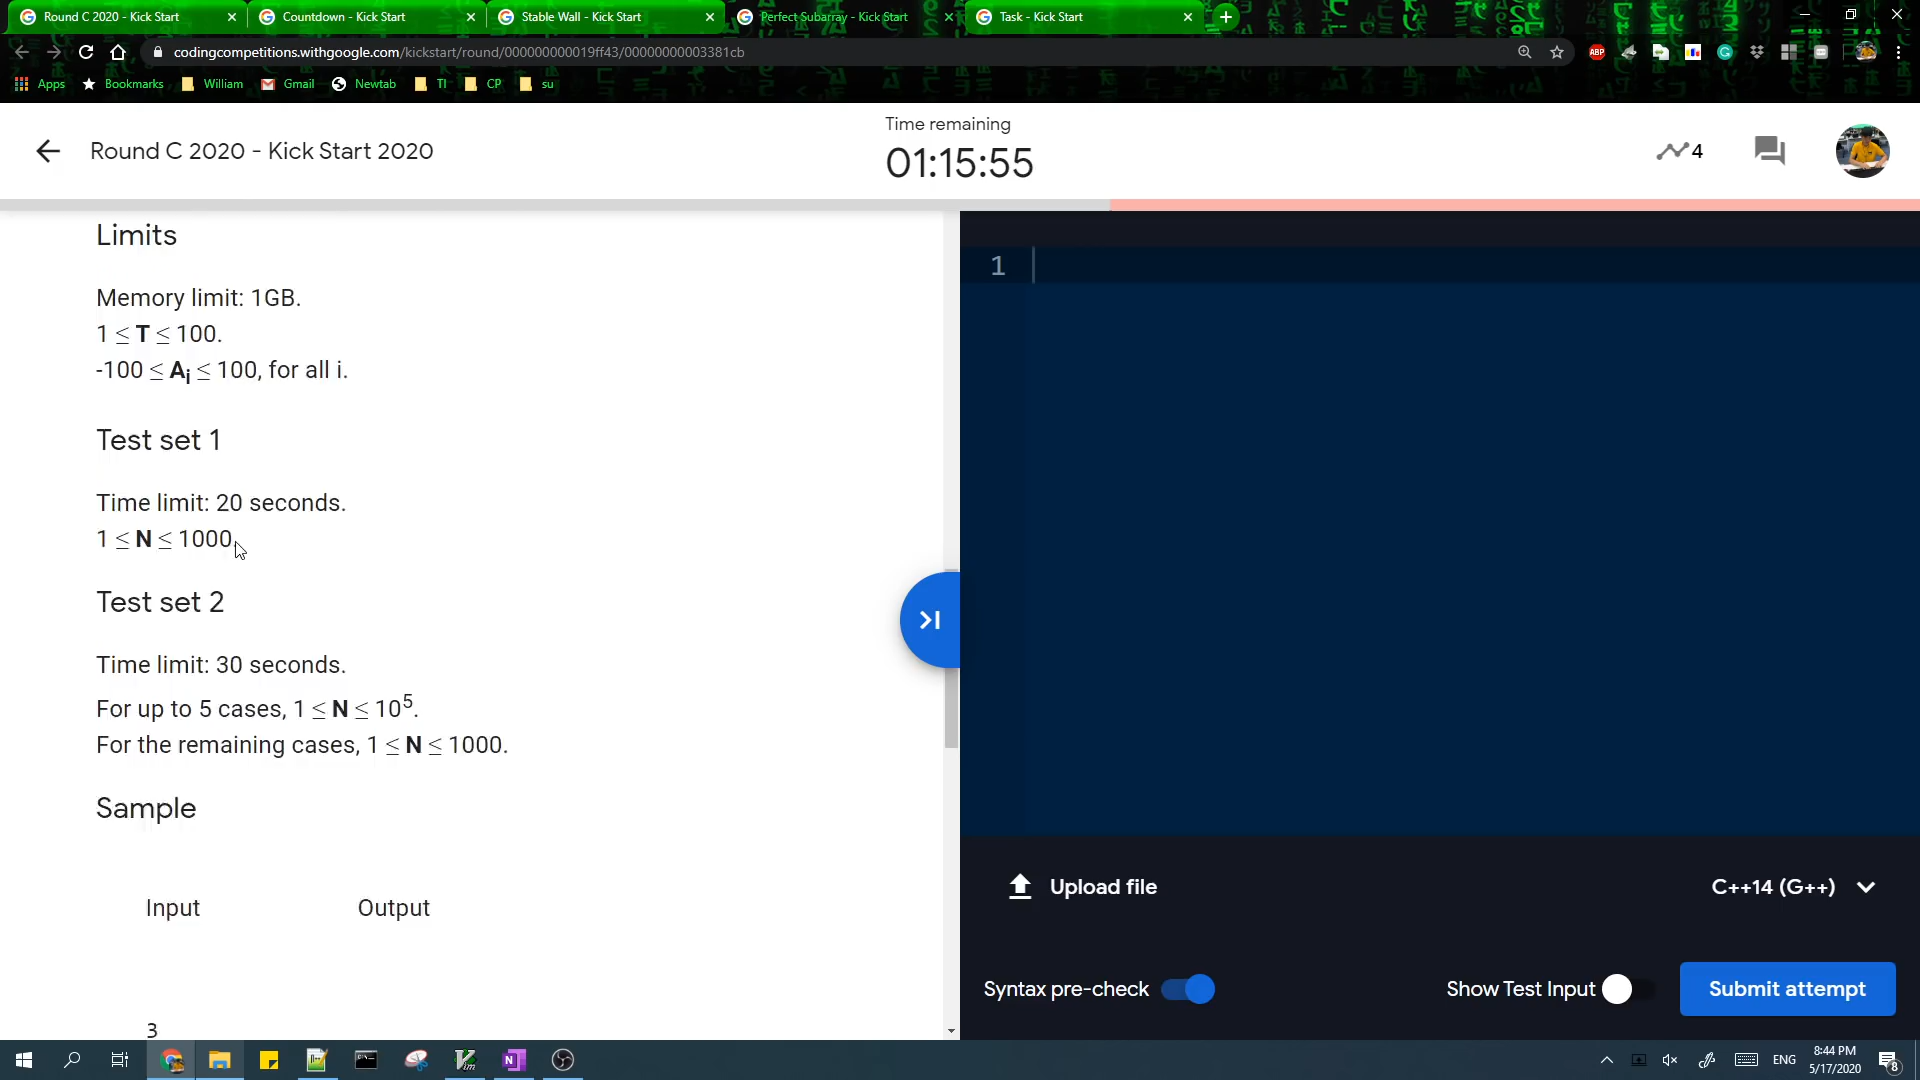 Round C 2020 - Kick Start
Countdown - Kick Start
Stable Wall - Kick Start
Perfect Subarray - Kick Start
Task - Kick Start
codingcompetitions.withgoogle.com/kickstart/round/000000000019ff43/00000000003381cb
ABP
Apps
Bookmarks
William
Gmail
Newtab
TI
CP
su
Round C 2020 - Kick Start 2020
Time remaining
01:15:55
4
Limits
Memory limit: 1GB.
1 ≤ T ≤ 100.
-100 ≤ Ai ≤ 100, for all i.
Test set 1
Time limit: 20 seconds.
1 ≤ N ≤ 1000.
Test set 2
Time limit: 30 seconds.
For up to 5 cases, 1 ≤ N ≤ 10^5.
For the remaining cases, 1 ≤ N ≤ 1000.
Sample
Input Output
3
1
Upload file
C++14 (G++)
Syntax pre-check
Show Test Input
Submit attempt
ENG
8:44 PM
5/17/2020
8